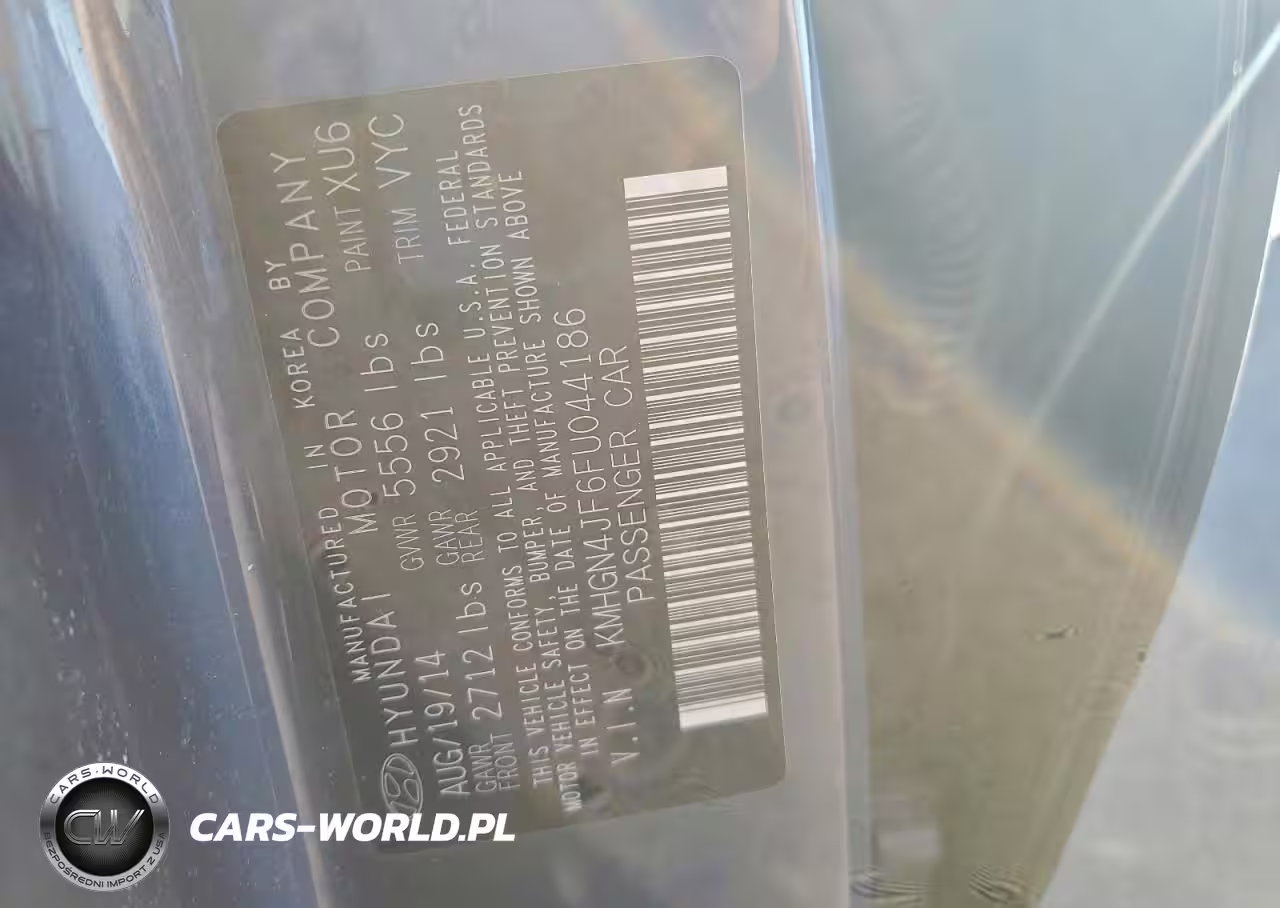 MANUFACTURED IN KOREA BY
HYUNDAI MOTOR COMPANY
AUG/19/14 GVWR 5556 lbs PAINT XU6
GAWR FRONT 2712 lbs GAWR REAR 2921 lbs TRIM VYC
THIS VEHICLE CONFORMS TO ALL APPLICABLE U.S.A. FEDERAL
MOTOR VEHICLE SAFETY, BUMPER, AND THEFT PREVENTION STANDARDS
IN EFFECT ON THE DATE OF MANUFACTURE SHOWN ABOVE
V.I.N KMHGN4JF6FU044186
PASSENGER CAR
CARS-WORLD
CW
BEZPOŚREDNI IMPORT Z USA
CARS-WORLD.PL